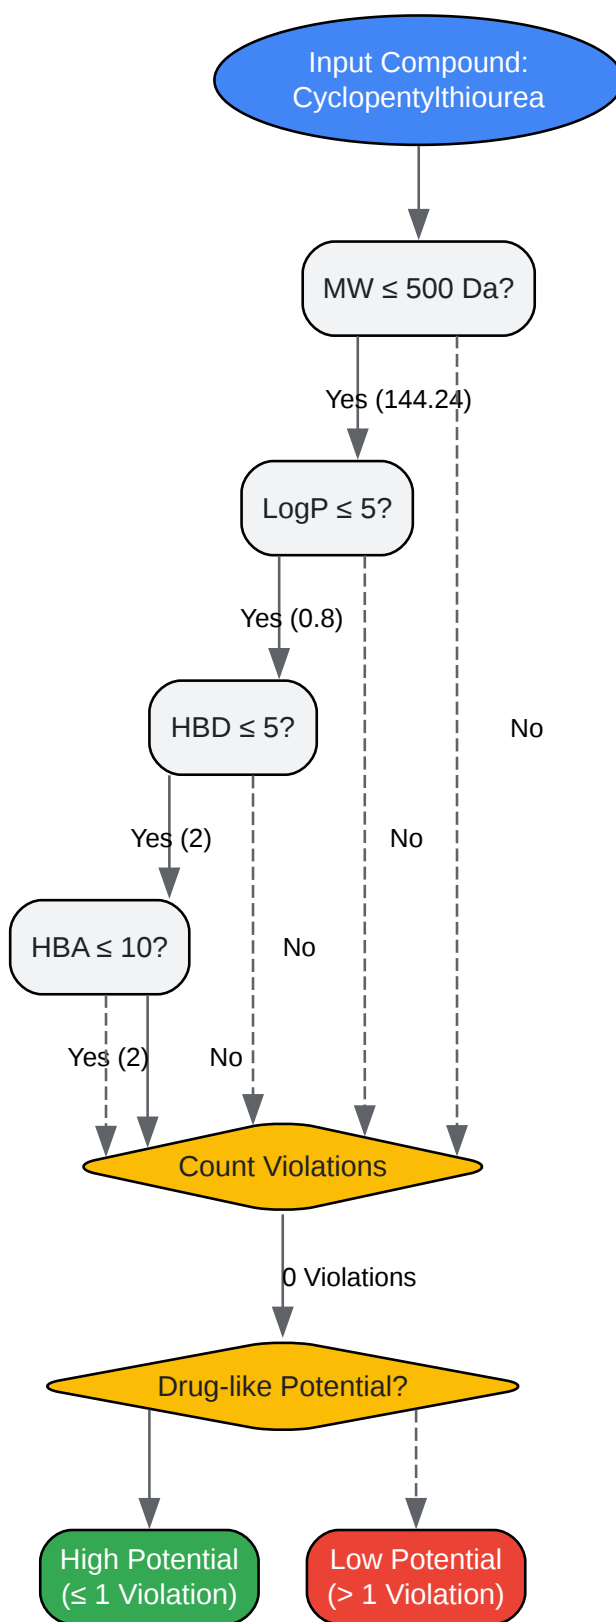 Input Compound:
Cyclopentylthiourea
MW ≤ 500 Da?
Yes (144.24)
LogP ≤ 5?
Yes (0.8)
HBD ≤ 5?
No
Yes (2)
No
HBA ≤ 10?
No
Yes (2)
No
Count Violations
0 Violations
Drug-like Potential?
High Potential
(≤ 1 Violation)
Low Potential
(> 1 Violation)